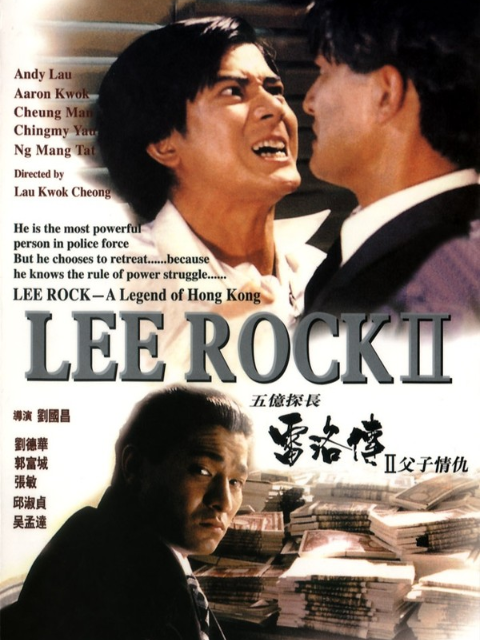 Andy Lau
Aaron Kwok
Cheung Man
Chingmy Yau
Ng Mang Tat
Directed by
Lau Kwok Cheong
He is the most powerful
person in police force
But he chooses to retreat......because
he knows the rule of power struggle......
LEE ROCK—A Legend of Hong Kong
LEE ROCK II
五億探長
雷洛傳
II父子情仇
導演 劉國昌
劉德華
郭富城
張敏
邱淑貞
吳孟達